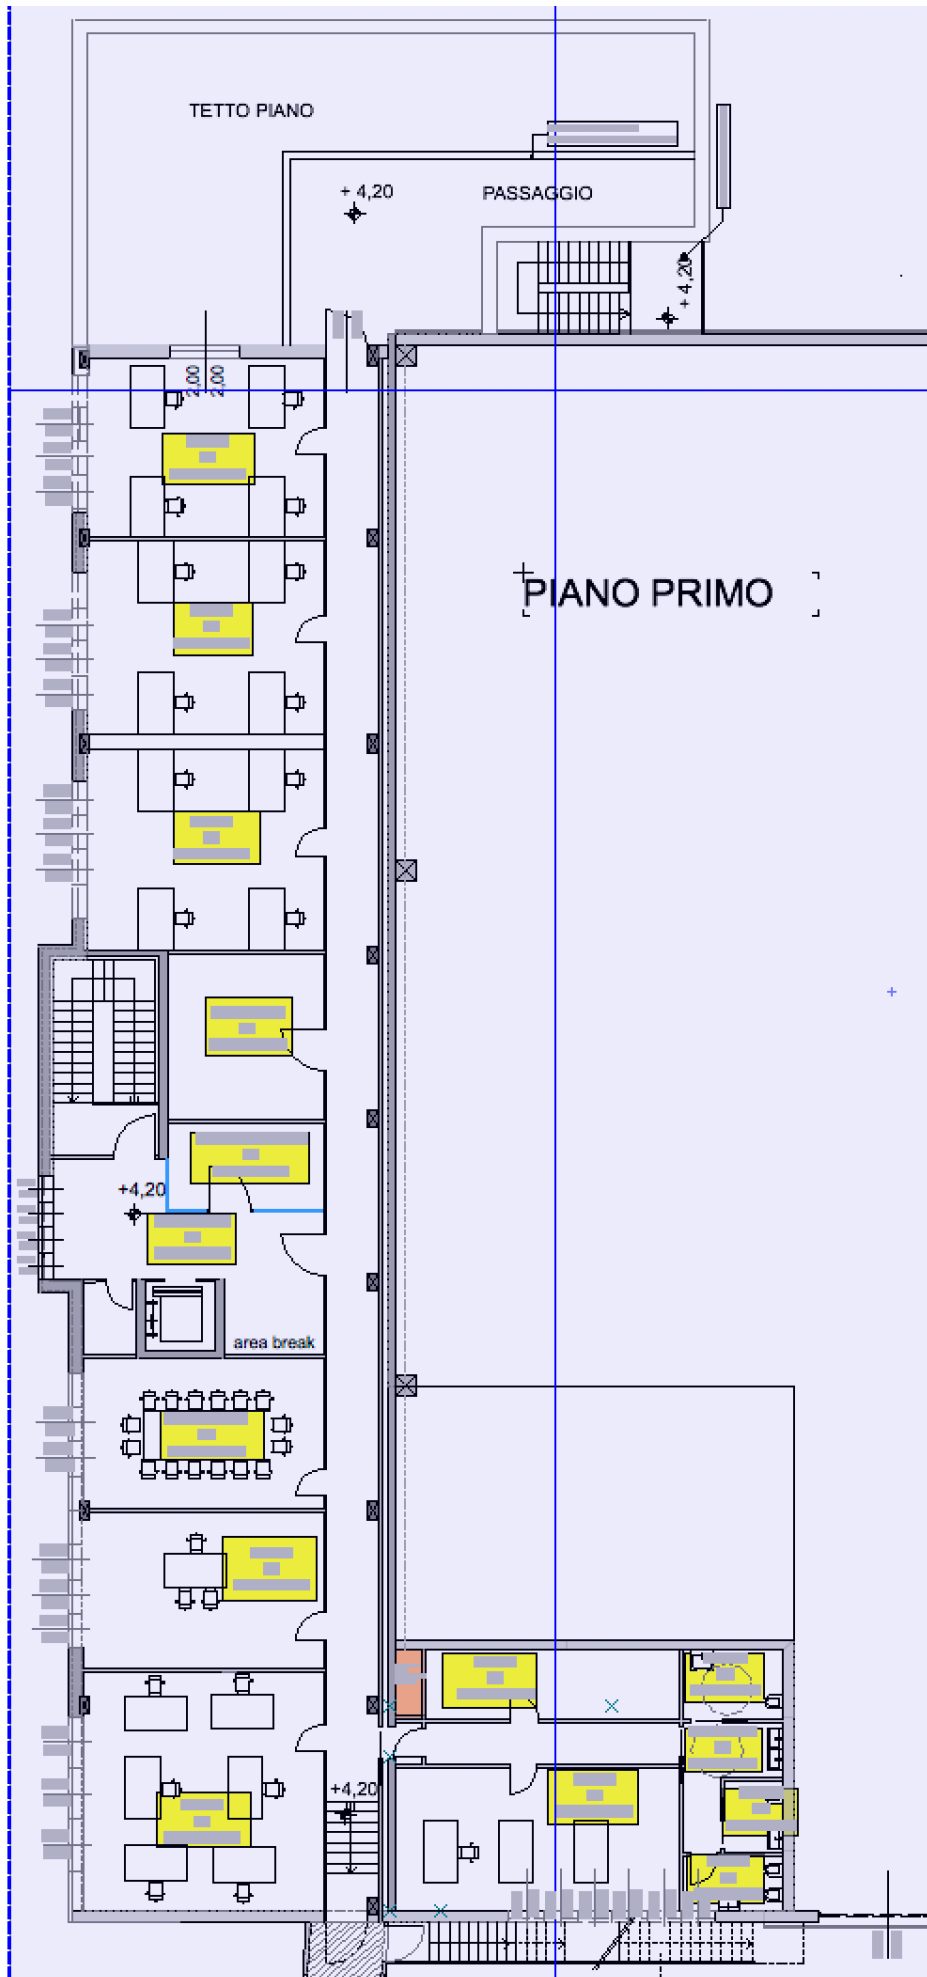 TETTO PIANO
+ 4,20
PASSAGGIO
+ 4,20
2,00
2,00
PIANO PRIMO
+4,20
area break
+4,20